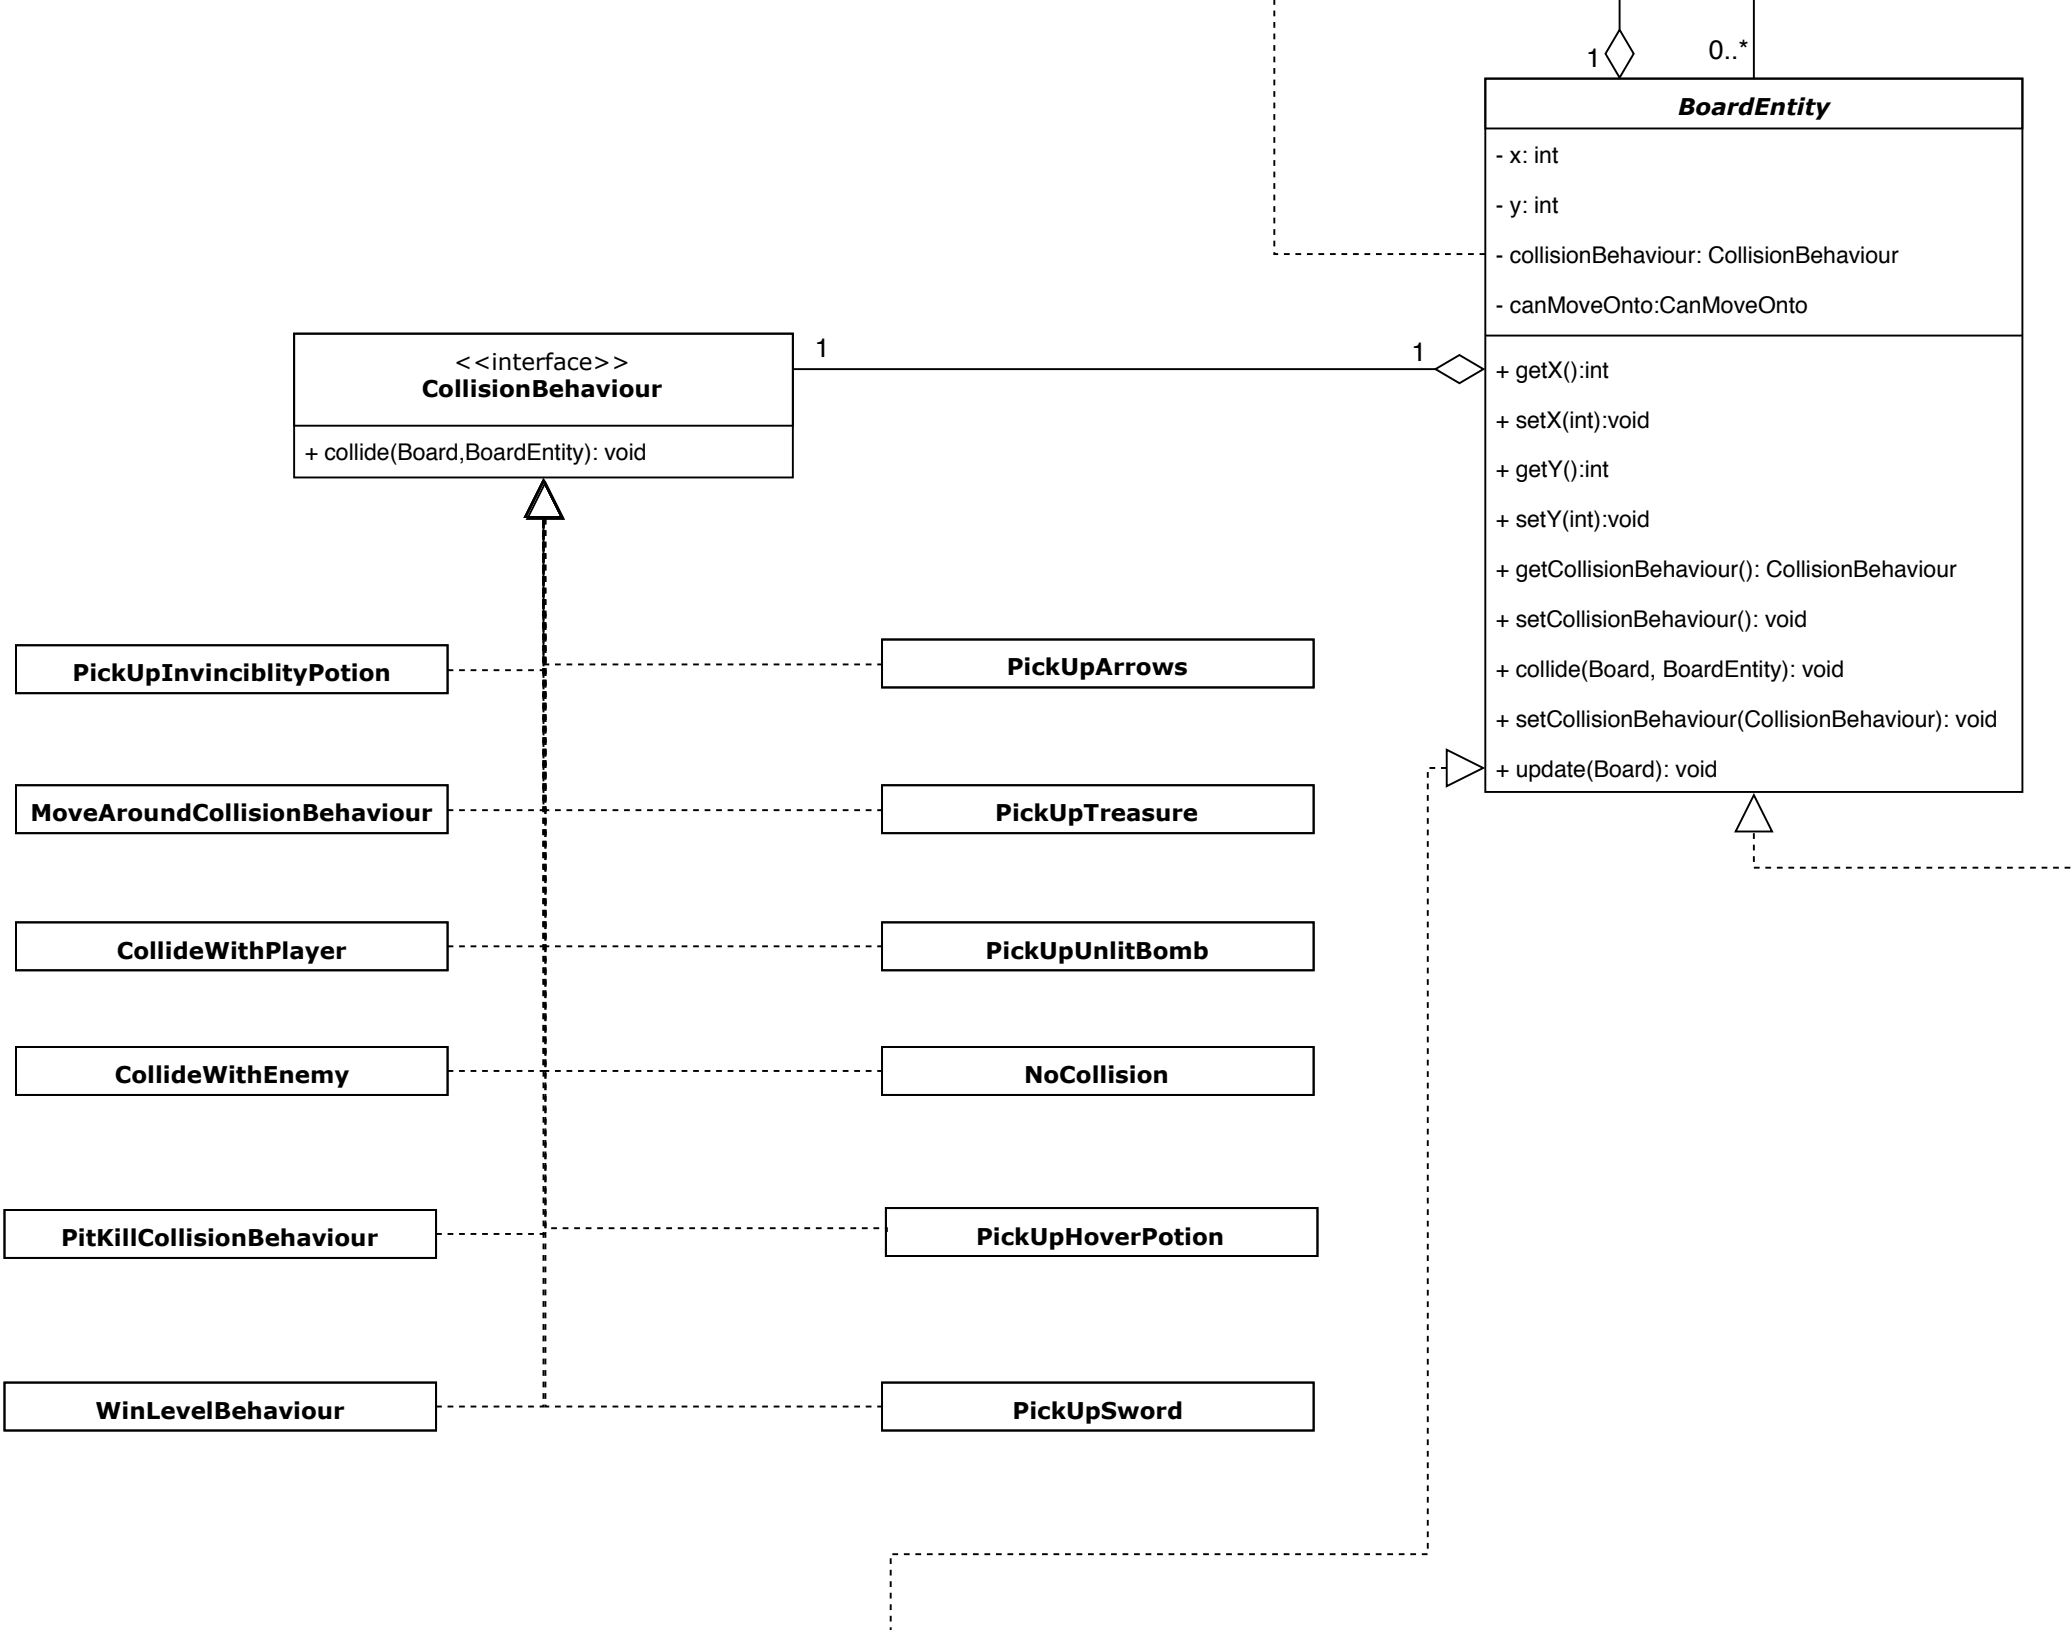 1
0..*
BoardEntity
- x: int
- y: int
- collisionBehaviour: CollisionBehaviour
- canMoveOnto:CanMoveOnto
<<interface>>
CollisionBehaviour
+ collide(Board,BoardEntity): void
1
1
+ getX():int
+ setX(int):void
+ getY():int
+ setY(int):void
+ getCollisionBehaviour(): CollisionBehaviour
+ setCollisionBehaviour(): void
+ collide(Board, BoardEntity): void
+ setCollisionBehaviour(CollisionBehaviour): void
+ update(Board): void
PickUpInvinciblityPotion
PickUpArrows
MoveAroundCollisionBehaviour
PickUpTreasure
CollideWithPlayer
PickUpUnlitBomb
CollideWithEnemy
NoCollision
PitKillCollisionBehaviour
PickUpHoverPotion
WinLevelBehaviour
PickUpSword